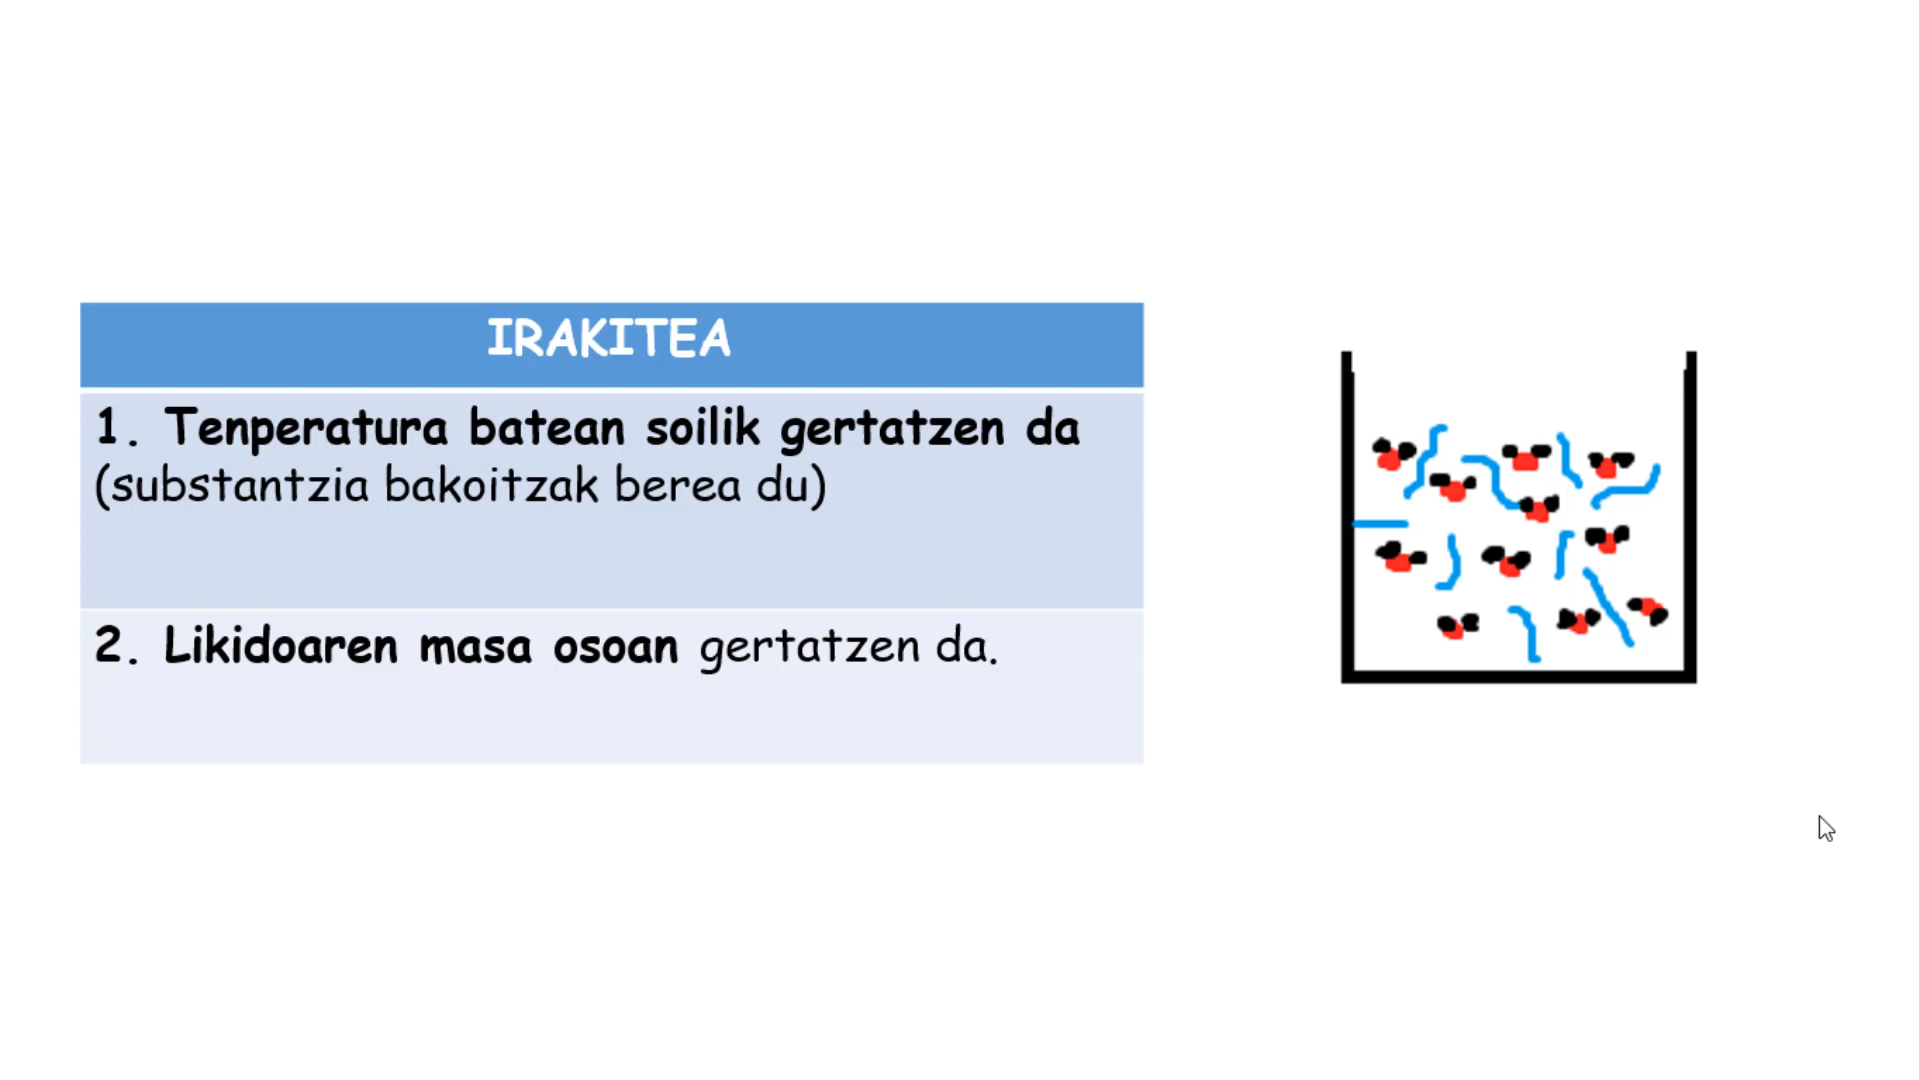 IRAKITEA
1. Tenperatura batean soilik gertatzen da
(substantzia bakoitzak berea du)
2. Likidoaren masa osoan gertatzen da.